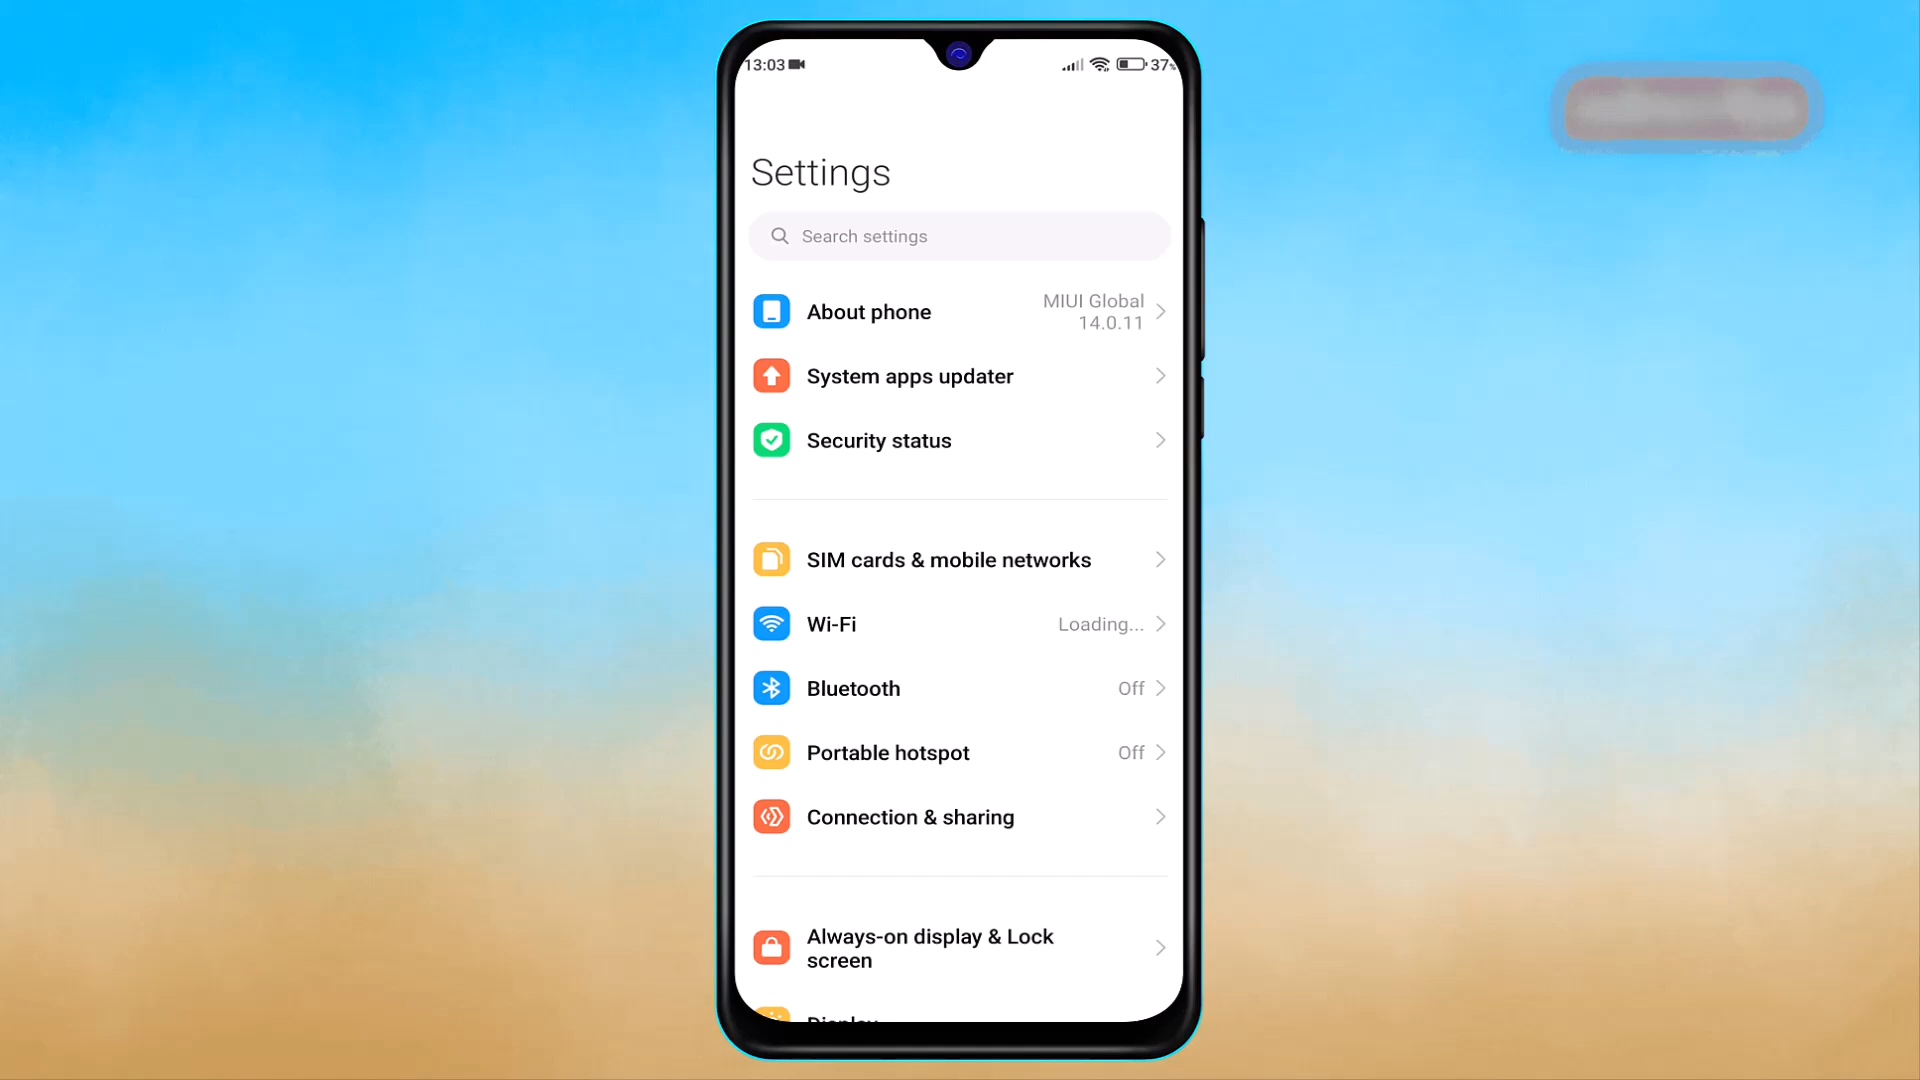 13:03 37%
Settings
Search settings
About phone
MIUI Global
14.0.11
System apps updater
Security status
SIM cards & mobile networks
Wi-Fi Loading...
Bluetooth Off
Portable hotspot Off
Connection & sharing
Always-on display & Lock
screen
Display